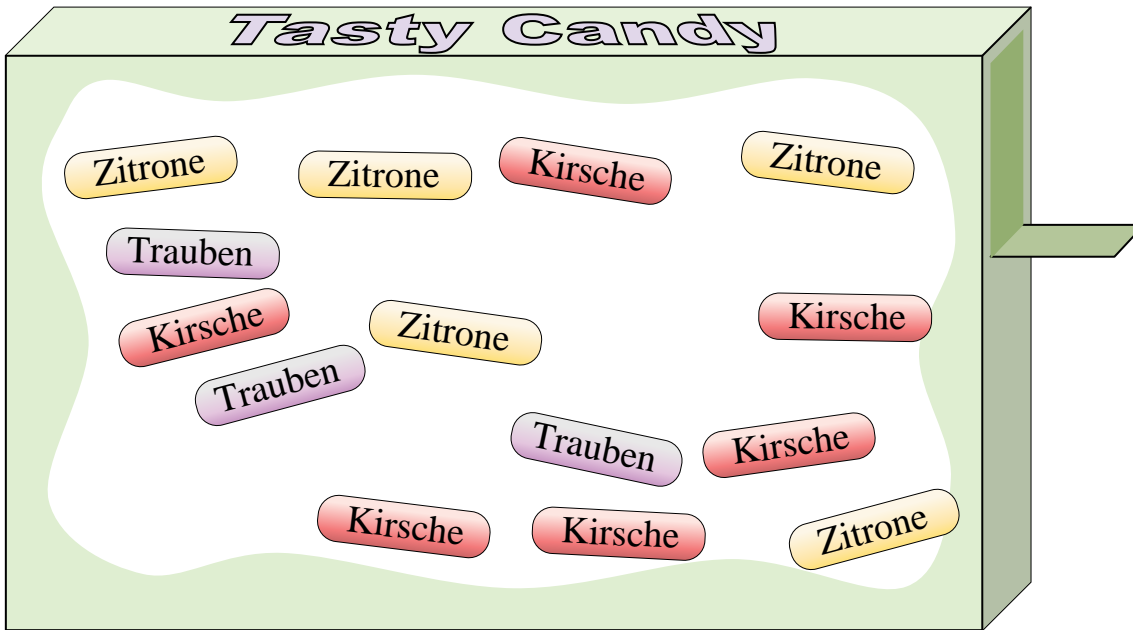 Tasty Candy
Zitrone
Zitrone
Kirsche
Zitrone
Trauben
Kirsche
Zitrone
Kirsche
Trauben
Trauben
Kirsche
Kirsche
Kirsche
Zitrone